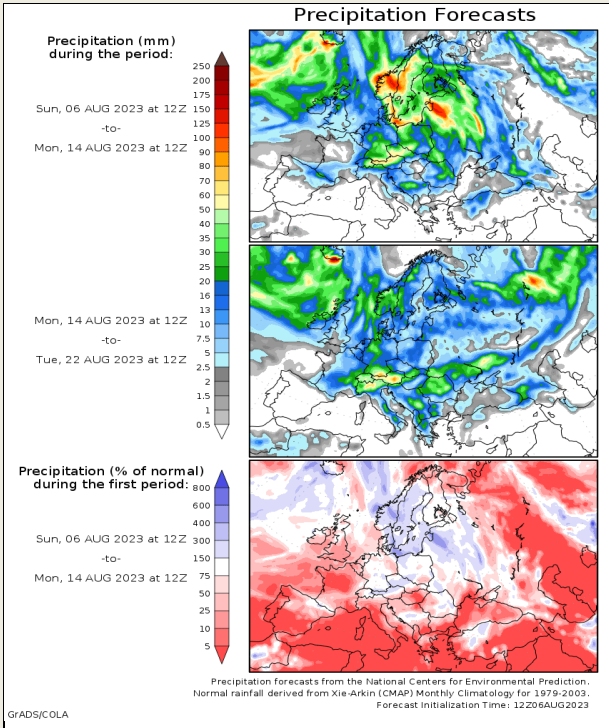 Precipitation Forecasts
Precipitation (mm)
during the period:
Sun, 06 AUG 2023 at 12Z
-to-
Mon, 14 AUG 2023 at 12Z
250
200
175
150
125
100
90
80
70
60
50
40
35
30
25
20
16
13
10
7.5
5
2.5
2
1.5
1
0.5
Mon, 14 AUG 2023 at 12Z
-to-
Tue, 22 AUG 2023 at 12Z
Precipitation (% of normal)
during the first period:
Sun, 06 AUG 2023 at 12Z
-to-
Mon, 14 AUG 2023 at 12Z
800
600
400
300
150
75
50
25
10
5
Precipitation forecasts from the National Centers for Environmental Prediction.
Normal rainfall derived from Xie-Arkin (CMAP) Monthly Climatology for 1979-2003.
Forecast Initialization Time: 12Z06AUG2023
GrADS/COLA